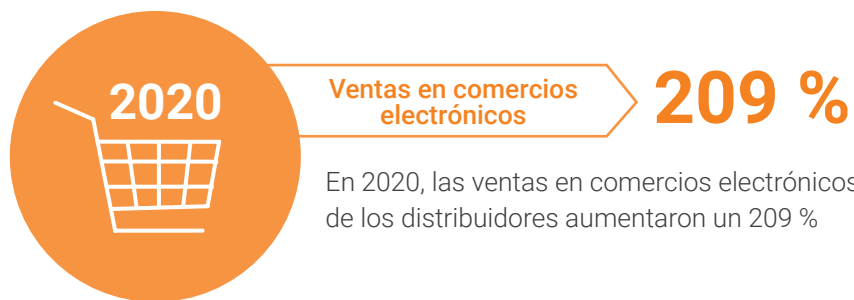 2020
Ventas en comercios
electrónicos
209 %
En 2020, las ventas en comercios electrónicos
de los distribuidores aumentaron un 209 %